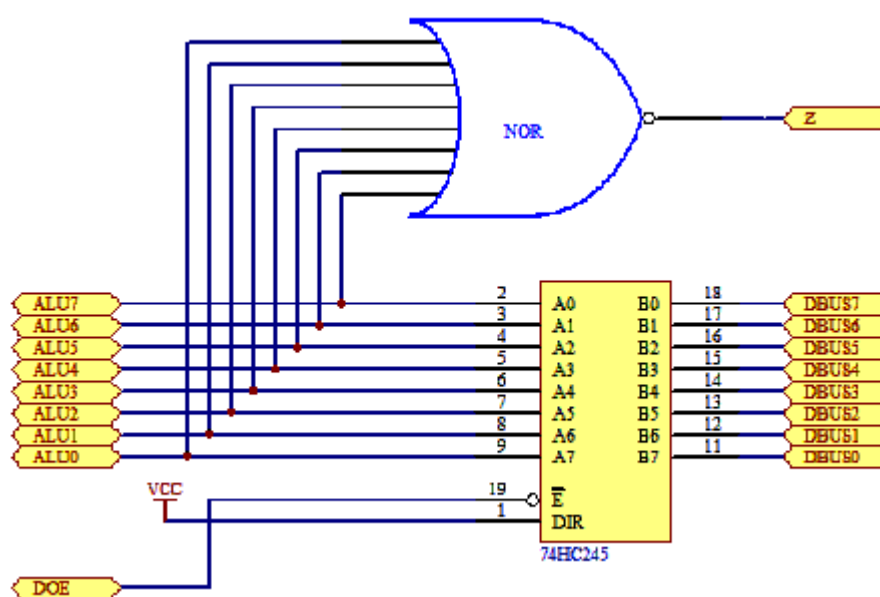 NOR
Z
ALU7 2 A0 B0 18 DBUS7
ALU6 3 A1 B1 17 DBUS6
ALU5 4 A2 B2 16 DBUS5
ALU4 5 A3 B3 15 DBUS4
ALU3 6 A4 B4 14 DBUS3
ALU2 7 A5 B5 13 DBUS2
ALU1 8 A6 B6 12 DBUS1
ALU0 9 A7 B7 11 DBUS0
VCC 19 E
1 DIR
74HC245
DOE